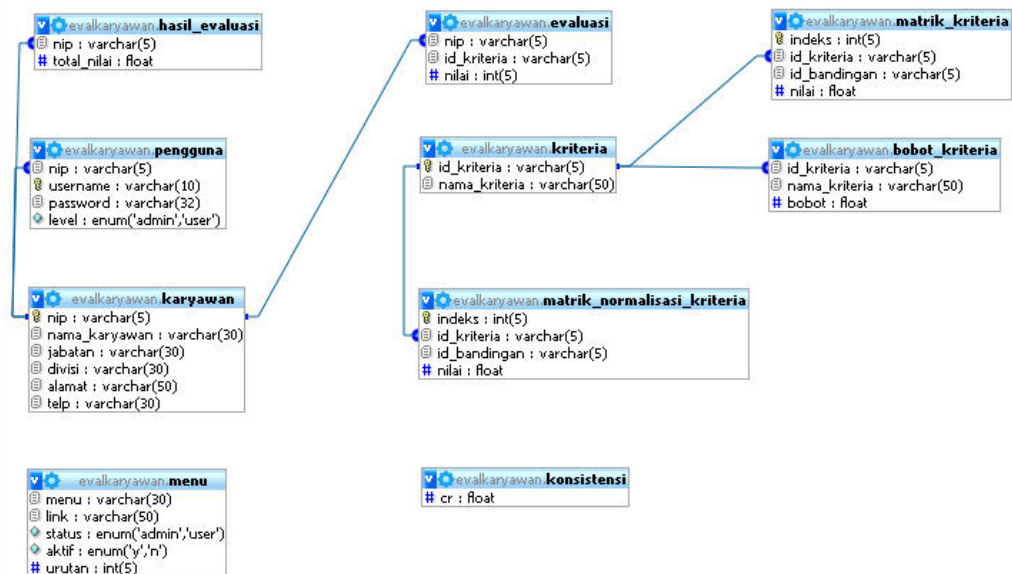 evalkaryawan.hasil_evaluasi
nip : varchar(5)
# total_nilai : float
evalkaryawan.evaluasi
nip : varchar(5)
id_kriteria : varchar(5)
# nilai : int(5)
evalkaryawan.matrik_kriteria
indeks : int(5)
id_kriteria : varchar(5)
id_bandingan : varchar(5)
# nilai : float
evalkaryawan.pengguna
nip : varchar(5)
username : varchar(10)
password : varchar(32)
level : enum('admin','user')
evalkaryawan.kriteria
id_kriteria : varchar(5)
nama_kriteria : varchar(50)
evalkaryawan.bobot_kriteria
id_kriteria : varchar(5)
nama_kriteria : varchar(50)
# bobot : float
evalkaryawan.karyawan
nip : varchar(5)
nama_karyawan : varchar(30)
jabatan : varchar(30)
divisi : varchar(30)
alamat : varchar(50)
telp : varchar(30)
evalkaryawan.matrik_normalisasi_kriteria
indeks : int(5)
id_kriteria : varchar(5)
id_bandingan : varchar(5)
# nilai : float
evalkaryawan.menu
menu : varchar(30)
link : varchar(50)
status : enum('admin','user')
aktif : enum('y','n')
# urutan : int(5)
evalkaryawan.konsistensi
# cr : float